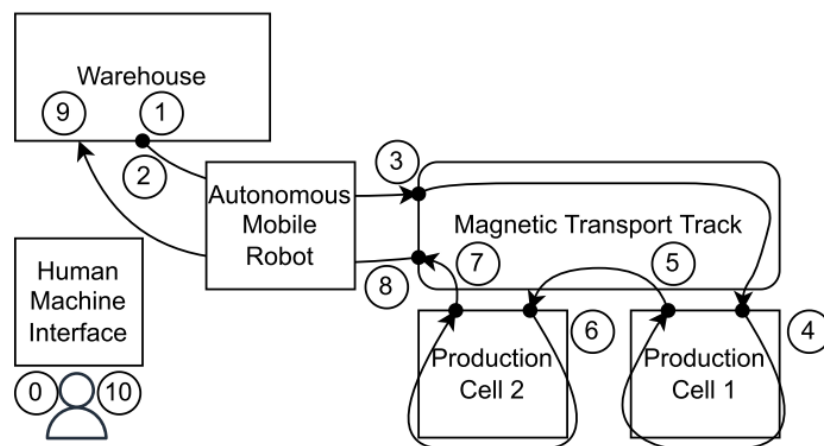 Warehouse
9
1
2
Autonomous
Mobile
Robot
3
Magnetic Transport Track
8
7
5
Human
Machine
Interface
Production
Cell 2
6
Production
Cell 1
4
0
10